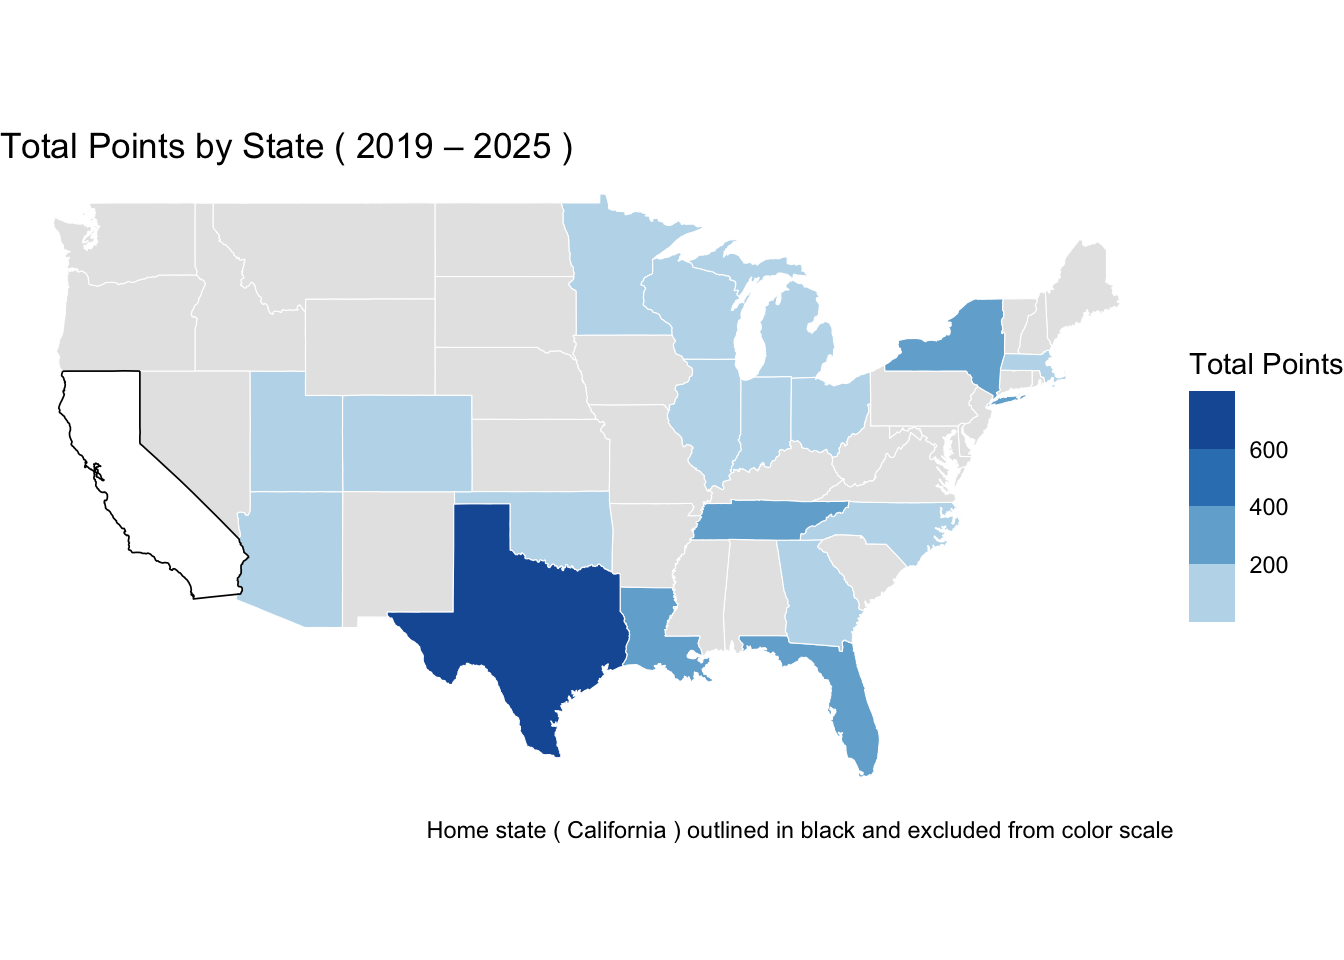 Total Points by State ( 2019 – 2025 )
Total Points
600
400
200
Home state ( California ) outlined in black and excluded from color scale